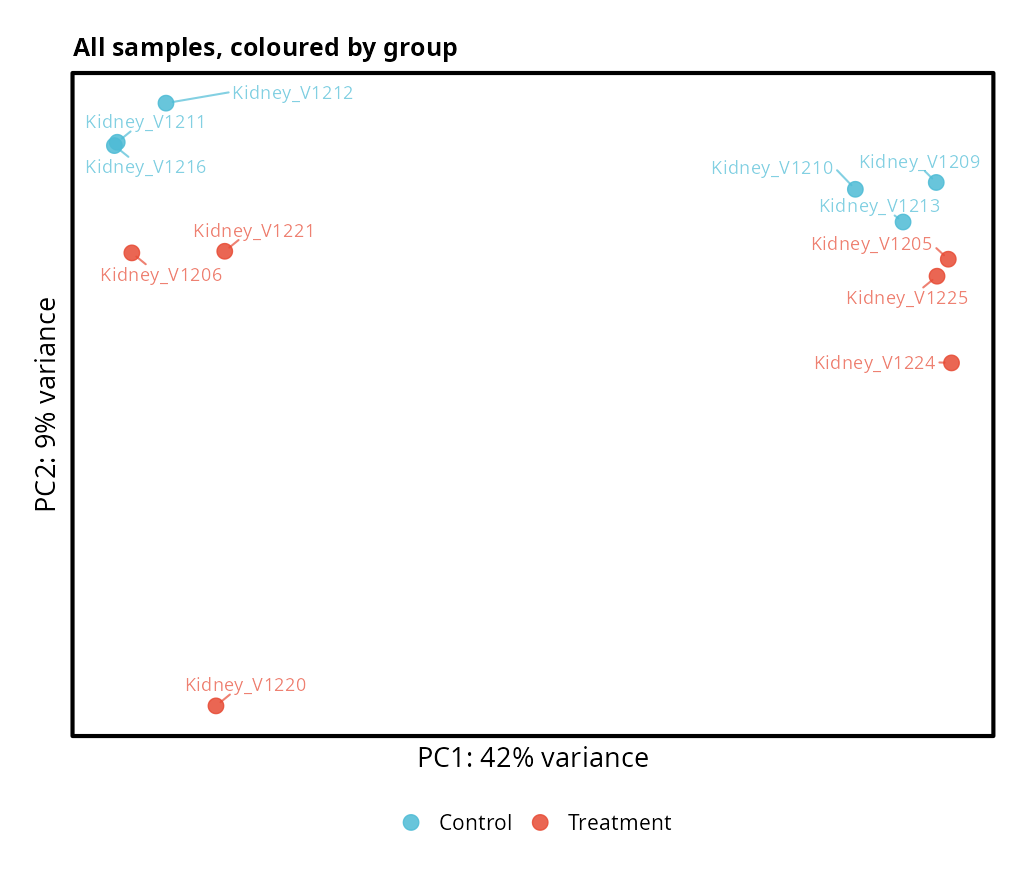 All samples, coloured by group
Kidney_V1212
Kidney_V1211
Kidney_V1216
Kidney_V1210
Kidney_V1209
Kidney_V1213
Kidney_V1221
Kidney_V1205
Kidney_V1206
Kidney_V1225
Kidney_V1224
Kidney_V1220
PC2: 9% variance
PC1: 42% variance
Control
Treatment